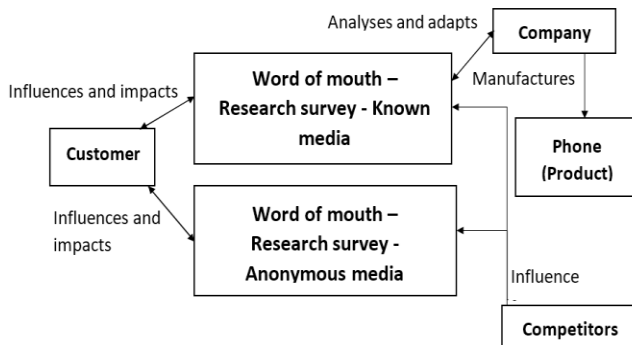 Analyses and adapts
Company
Word of mouth –
Research survey - Known
media
Manufactures
Influences and impacts
Customer
Phone
(Product)
Word of mouth –
Research survey -
Anonymous media
Influences and
impacts
Influence
Competitors